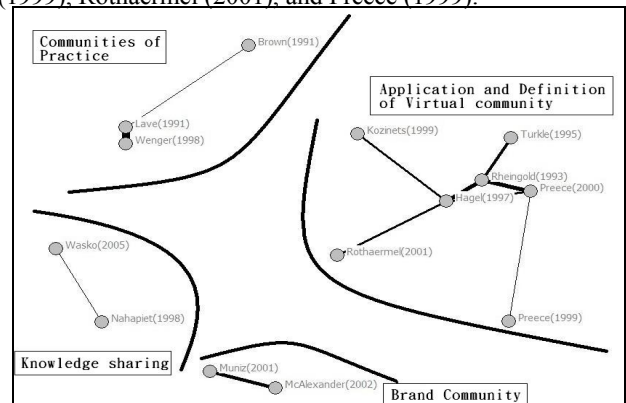 (1999), Rothaermel (2001), and Preece (1999).
Communities of
Practice
Brown(1991)
Lave(1991)
Wenger(1998)
Application and Definition
of Virtual community
Kozinets(1999)
Turkle(1995)
Rheingold(1993)
Preece(2000)
Hagel(1997)
Rothaermel(2001)
Preece(1999)
Wasko(2005)
Nahapiet(1998)
Knowledge sharing
Muniz(2001)
McAlexander(2002)
Brand Community